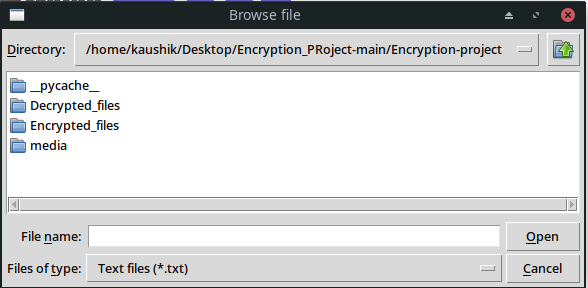 Browse file
Directory: /home/kaushik/Desktop/Encryption_PRoject-main/Encryption-project
__pycache__
Decrypted_files
Encrypted_files
media
File name: Open
Files of type: Text files (*.txt) Cancel